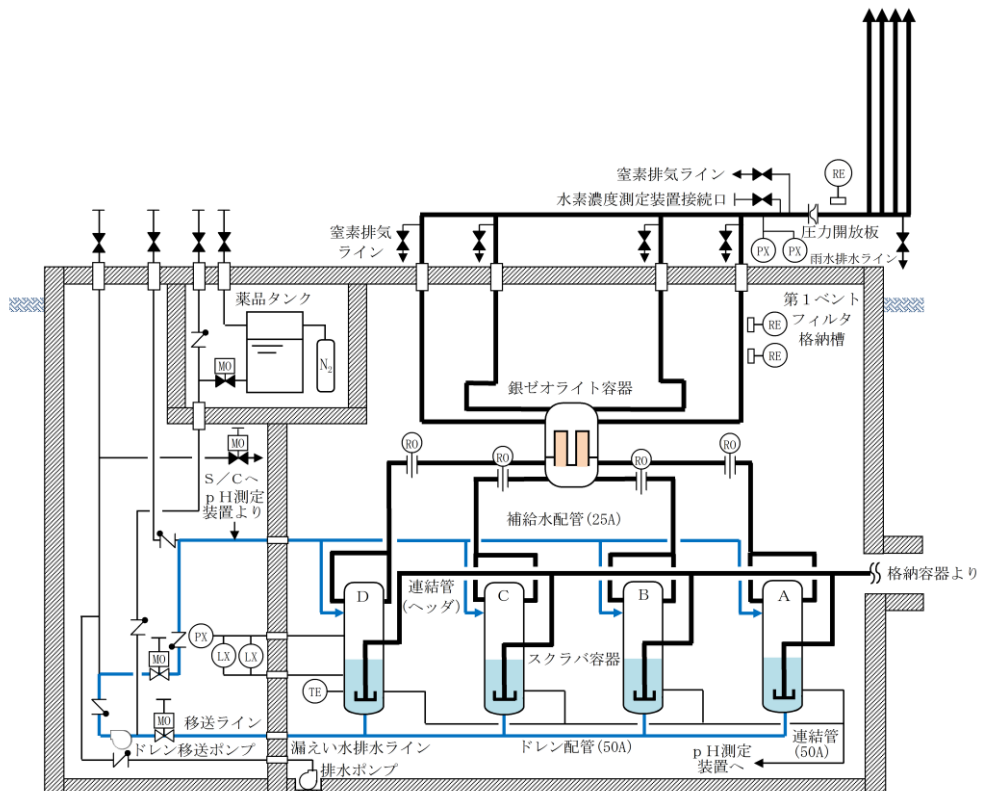 窒素排気ライン
RE
水素濃度測定装置接続口
窒素排気
ライン
圧力開放板
PX
PX
雨水排水ライン
薬品タンク
第1ベント
フィルタ
格納槽
RE
RE
N2
MO
銀ゼオライト容器
MO
RO
RO
RO
RO
S/Cへ
pH測定
装置より
補給水配管(25A)
格納容器より
連結管
(ヘッダ)
D
C
B
A
PX
LX
LX
MO
スクラバ容器
TE
MO
移送ライン
ドレン移送ポンプ
漏えい水排水ライン
ドレン配管(50A)
連結管
(50A)
pH測定
装置へ
排水ポンプ